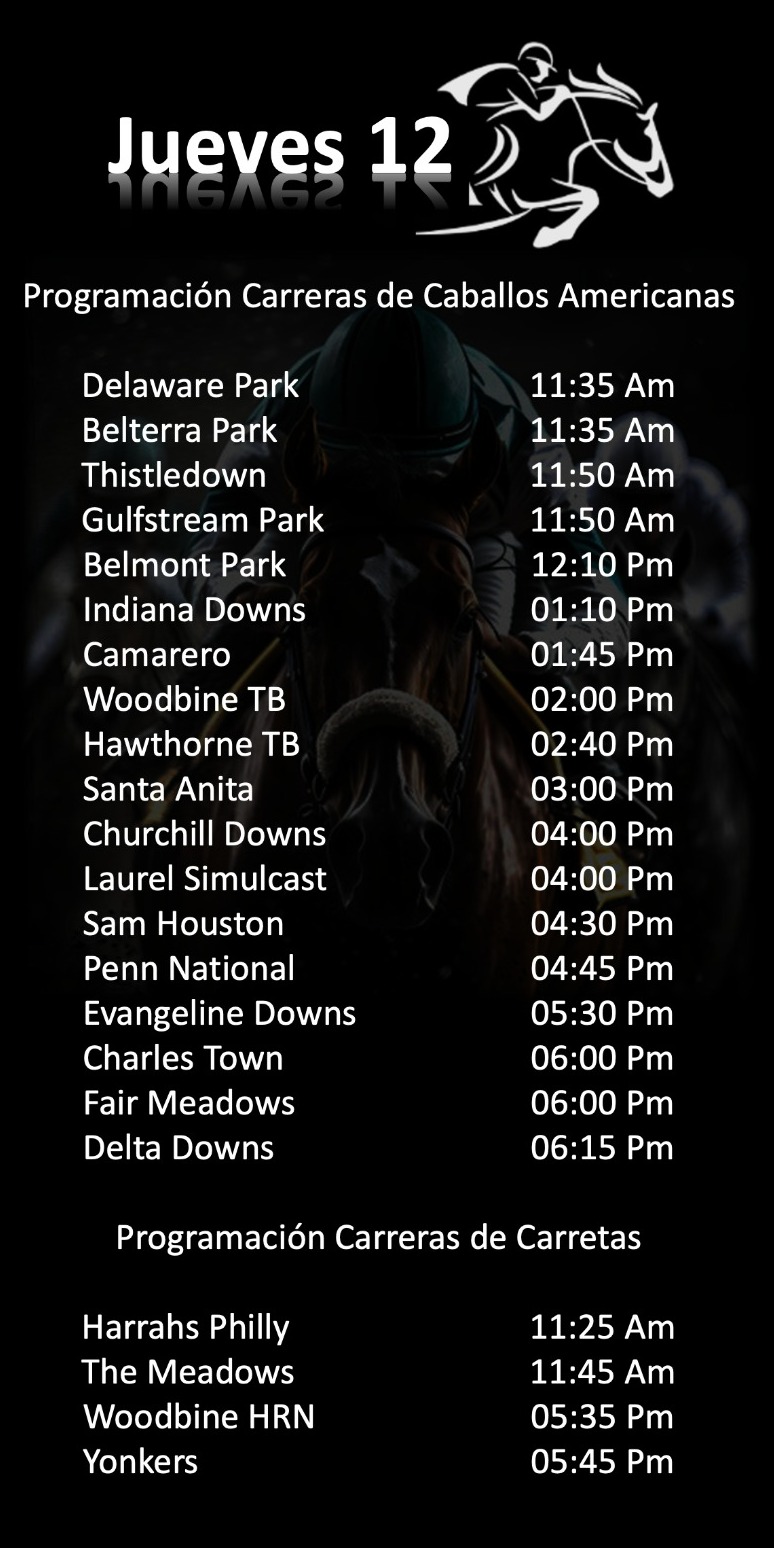 Jueves 12
Programación Carreras de Caballos Americanas
Delaware Park 11:35 Am
Belterra Park 11:35 Am
Thistledown 11:50 Am
Gulfstream Park 11:50 Am
Belmont Park 12:10 Pm
Indiana Downs 01:10 Pm
Camarero 01:45 Pm
Woodbine TB 02:00 Pm
Hawthorne TB 02:40 Pm
Santa Anita 03:00 Pm
Churchill Downs 04:00 Pm
Laurel Simulcast 04:00 Pm
Sam Houston 04:30 Pm
Penn National 04:45 Pm
Evangeline Downs 05:30 Pm
Charles Town 06:00 Pm
Fair Meadows 06:00 Pm
Delta Downs 06:15 Pm
Programación Carreras de Carretas
Harrahs Philly 11:25 Am
The Meadows 11:45 Am
Woodbine HRN 05:35 Pm
Yonkers 05:45 Pm